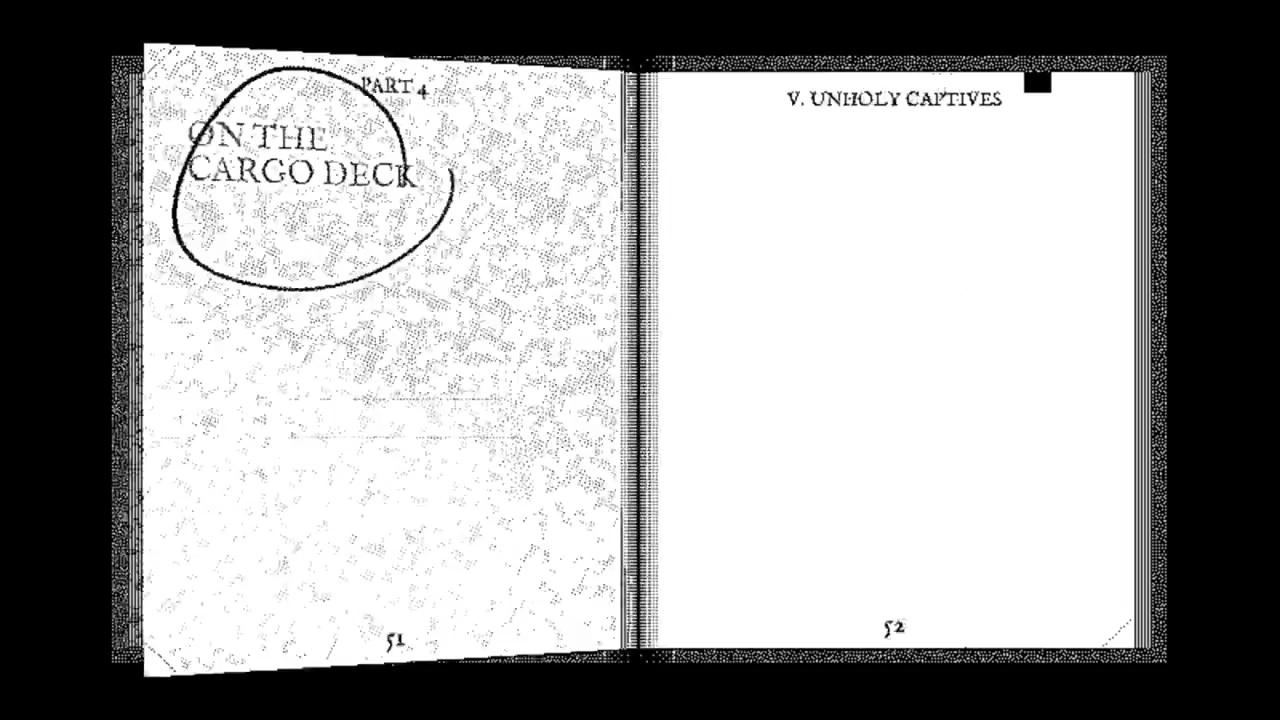 PART 4
ON THE
CARGO DECK
51
V. UNHOLY CAPTIVES
52